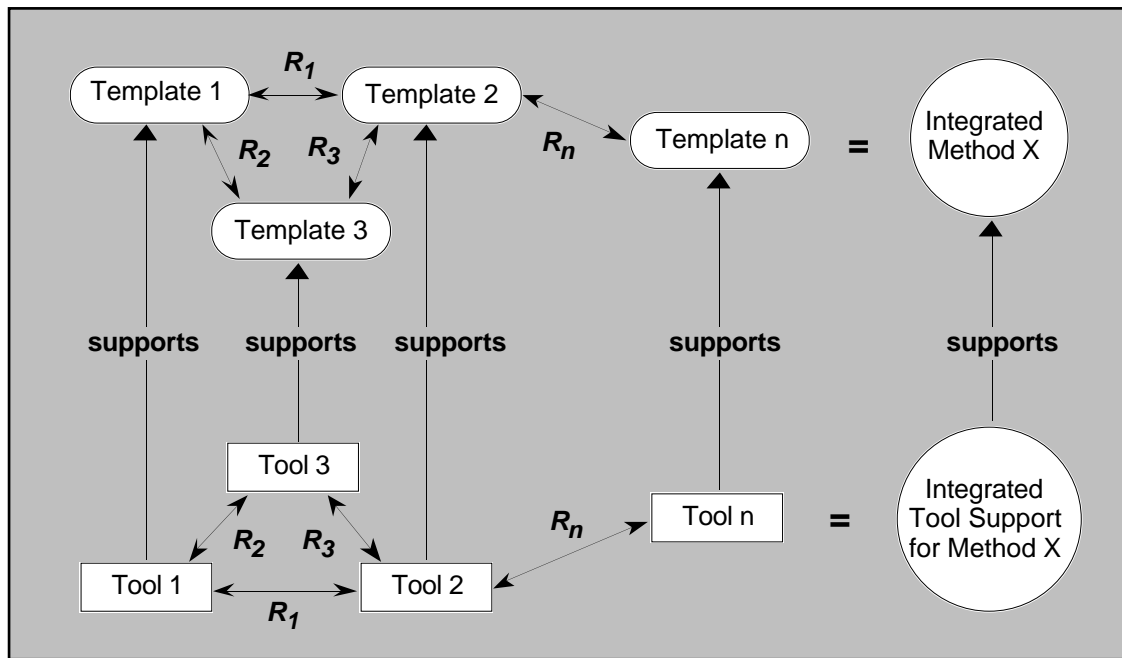 R1
Template 1
Template 2
R2
R3
Rn
Template n
=
Integrated
Method X
Template 3
supports
supports
supports
supports
supports
Tool 3
R2
R3
Rn
Tool n
=
Integrated
Tool Support
for Method X
Tool 1
Tool 2
R1